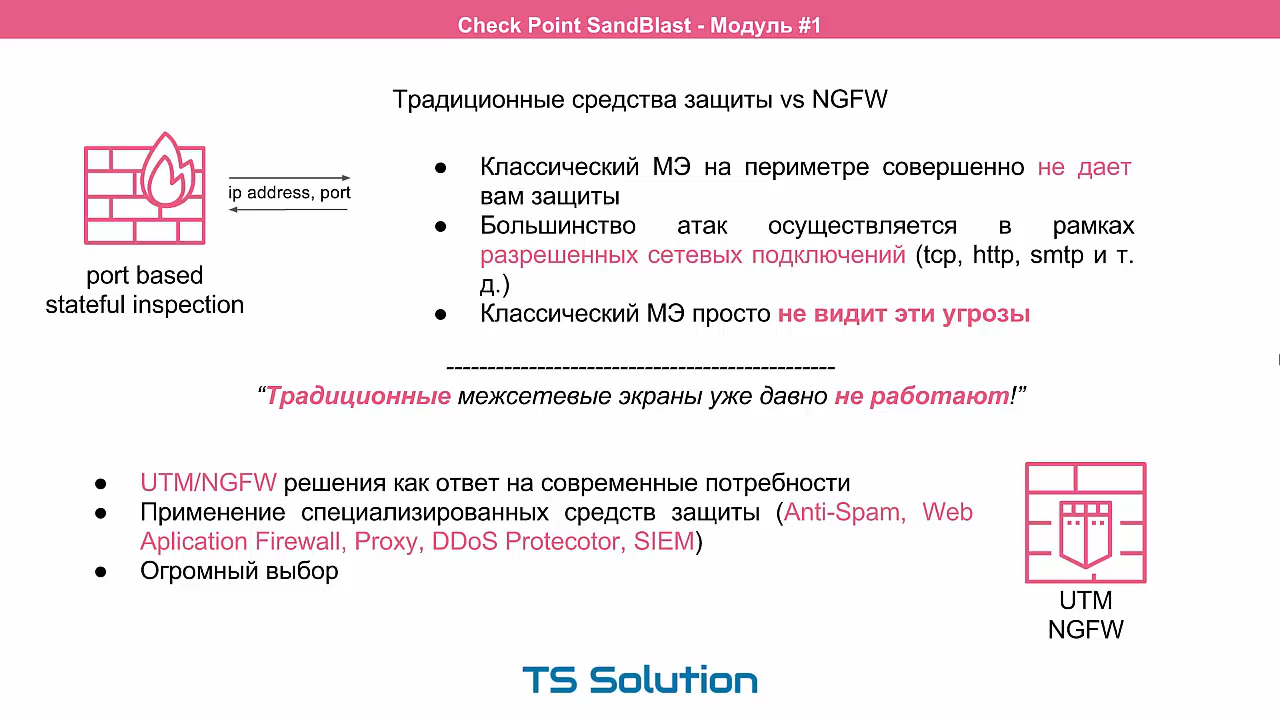 Check Point SandBlast - Модуль #1
Традиционные средства защиты vs NGFW
ip address, port
port based
stateful inspection
● Классический МЭ на периметре совершенно не дает
вам защиты
● Большинство атак осуществляется в рамках
разрешенных сетевых подключений (tcp, http, smtp и т.
д.)
● Классический МЭ просто не видит эти угрозы
-----------------------------------------------
“Традиционные межсетевые экраны уже давно не работают!”
● UTM/NGFW решения как ответ на современные потребности
● Применение специализированных средств защиты (Anti-Spam, Web
Aplication Firewall, Proxy, DDoS Protecotor, SIEM)
● Огромный выбор
UTM
NGFW
TS Solution